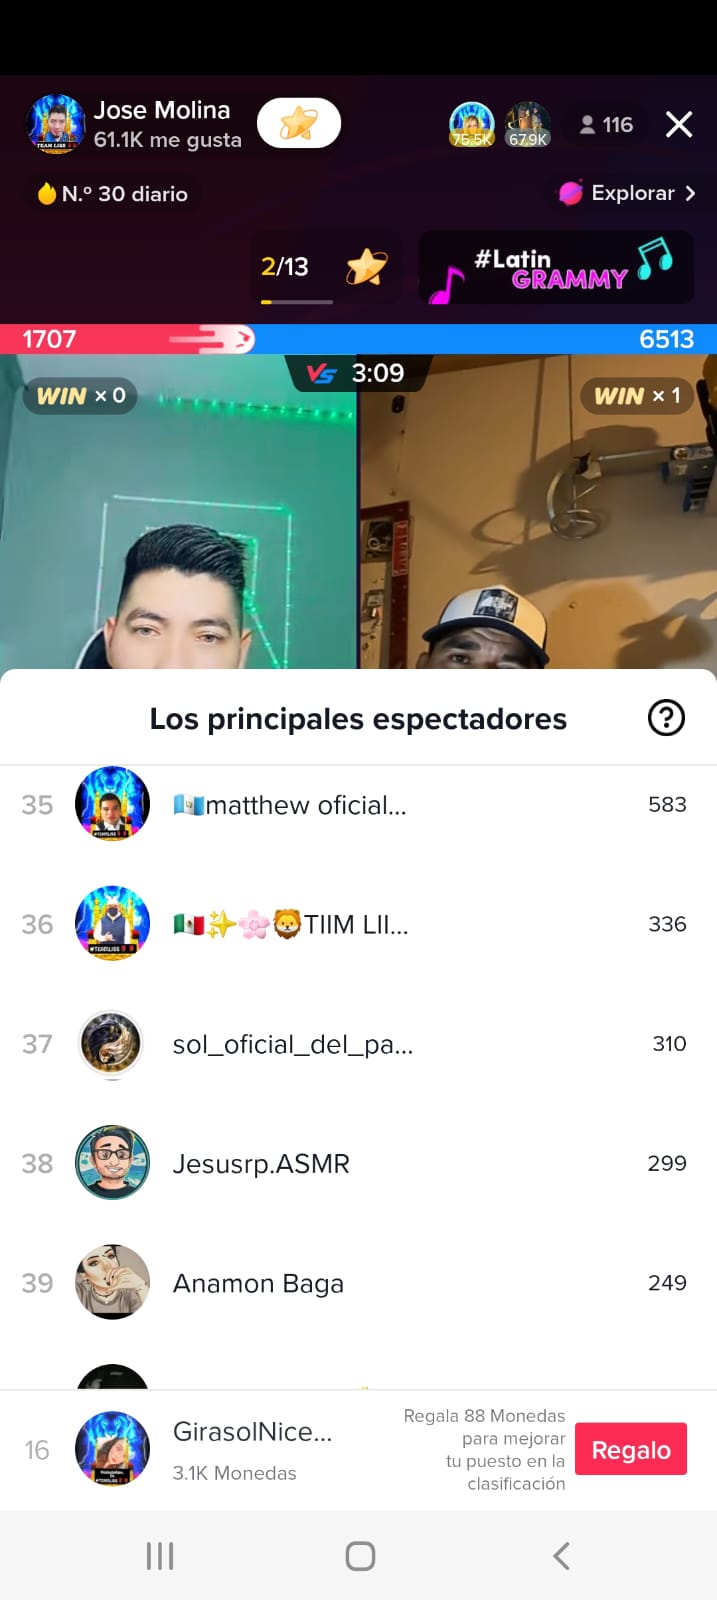 Jose Molina
61.1K me gusta
75.5K
67.9K
116
N.º 30 diario
Explorar
2/13
#Latin
GRAMMY
1707
6513
VS 3:09
WIN × 0
WIN × 1
Los principales espectadores
35
matthew oficial...
583
36
TIIM LII...
336
37
sol_oficial_del_pa...
310
38
Jesusrp.ASMR
299
39
Anamon Baga
249
16
GirasolNice...
3.1K Monedas
Regala 88 Monedas
para mejorar
tu puesto en la
clasificación
Regalo